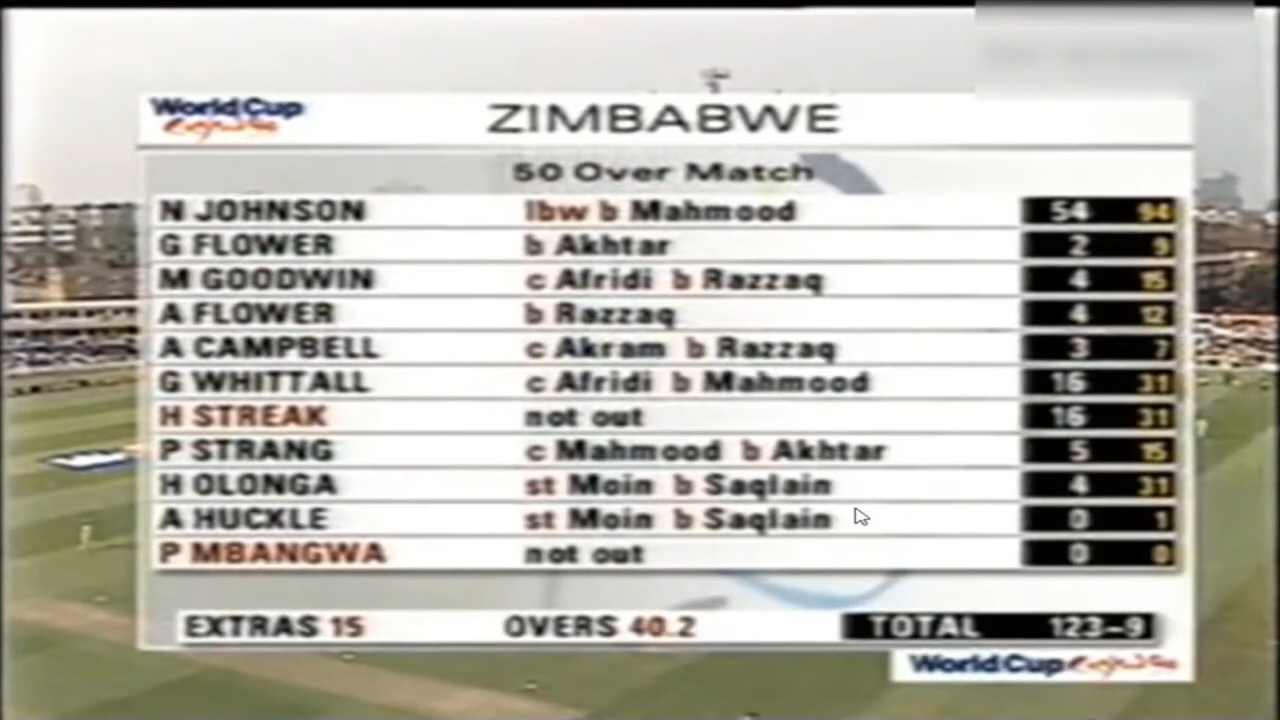 World Cup
ZIMBABWE
50 Over Match
N JOHNSON lbw b Mahmood 54 94
G FLOWER b Akhtar 2 9
M GOODWIN c Afridi b Razzaq 4 15
A FLOWER b Razzaq 4 12
A CAMPBELL c Akram b Razzaq 3 7
G WHITTALL c Afridi b Mahmood 16 31
H STREAK not out 16 31
P STRANG c Mahmood b Akhtar 5 15
H OLONGA st Moin b Saqlain 4 31
A HUCKLE st Moin b Saqlain 0 1
P MBANGWA not out 0 0
EXTRAS 15 OVERS 40.2 TOTAL 123-9
World Cup